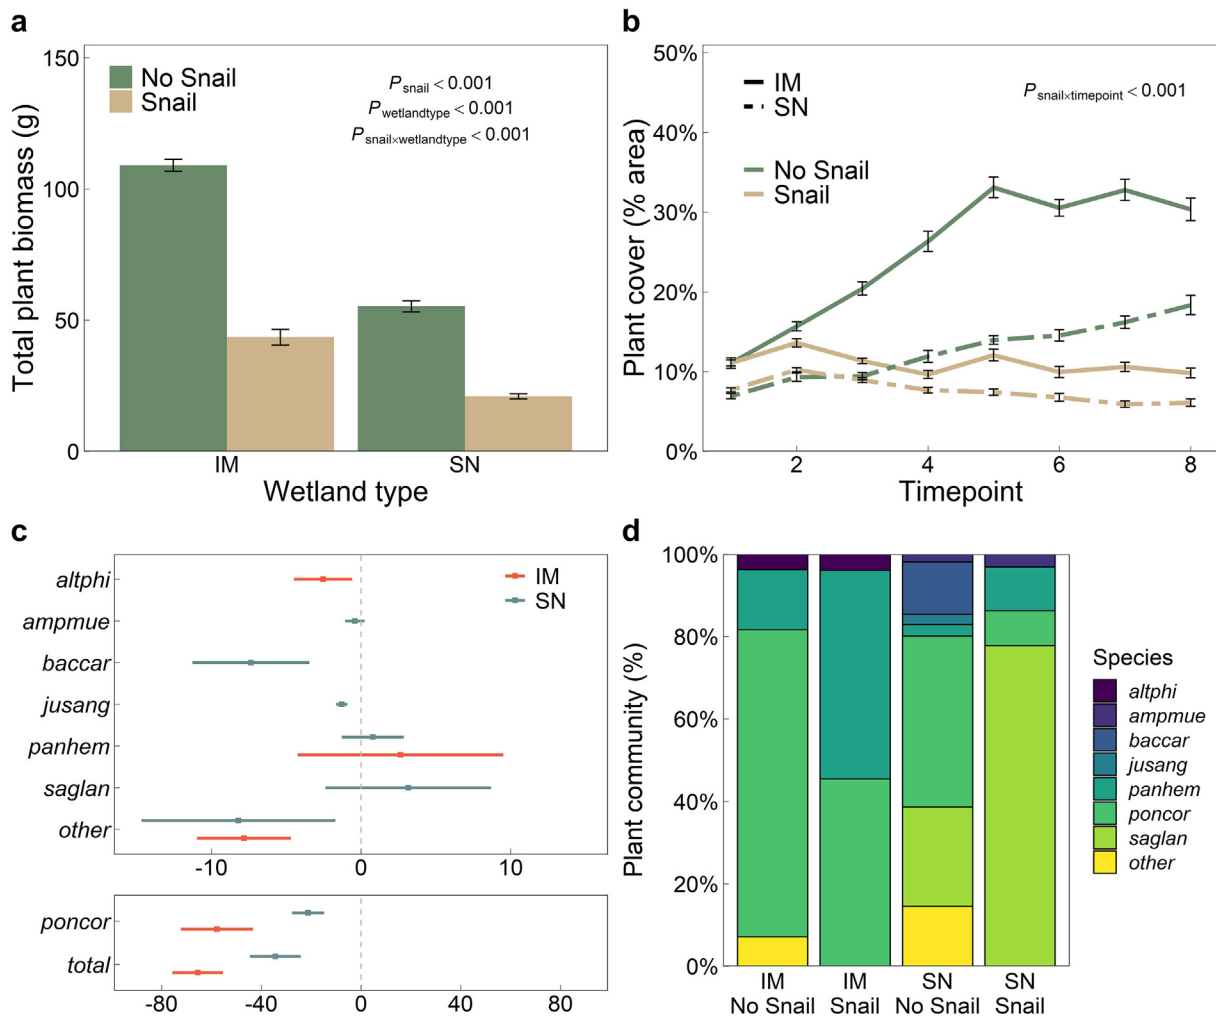 a
150
No Snail
Snail
P snail < 0.001
P wetlandtype < 0.001
P snail×wetlandtype < 0.001
Total plant biomass (g)
100
50
0
IM
SN
Wetland type
b
50%
IM
SN
P snail×timepoint < 0.001
40%
No Snail
Snail
Plant cover (% area)
30%
20%
10%
0%
2
4
6
8
Timepoint
c
altphi
ampmue
baccar
jusang
panhem
saglan
other
IM
SN
-10
0
10
poncor
total
-80
-40
0
40
80
d
100%
80%
60%
40%
20%
0%
Plant community (%)
IM
No Snail
IM
Snail
SN
No Snail
SN
Snail
Species
altphi
ampmue
baccar
jusang
panhem
poncor
saglan
other